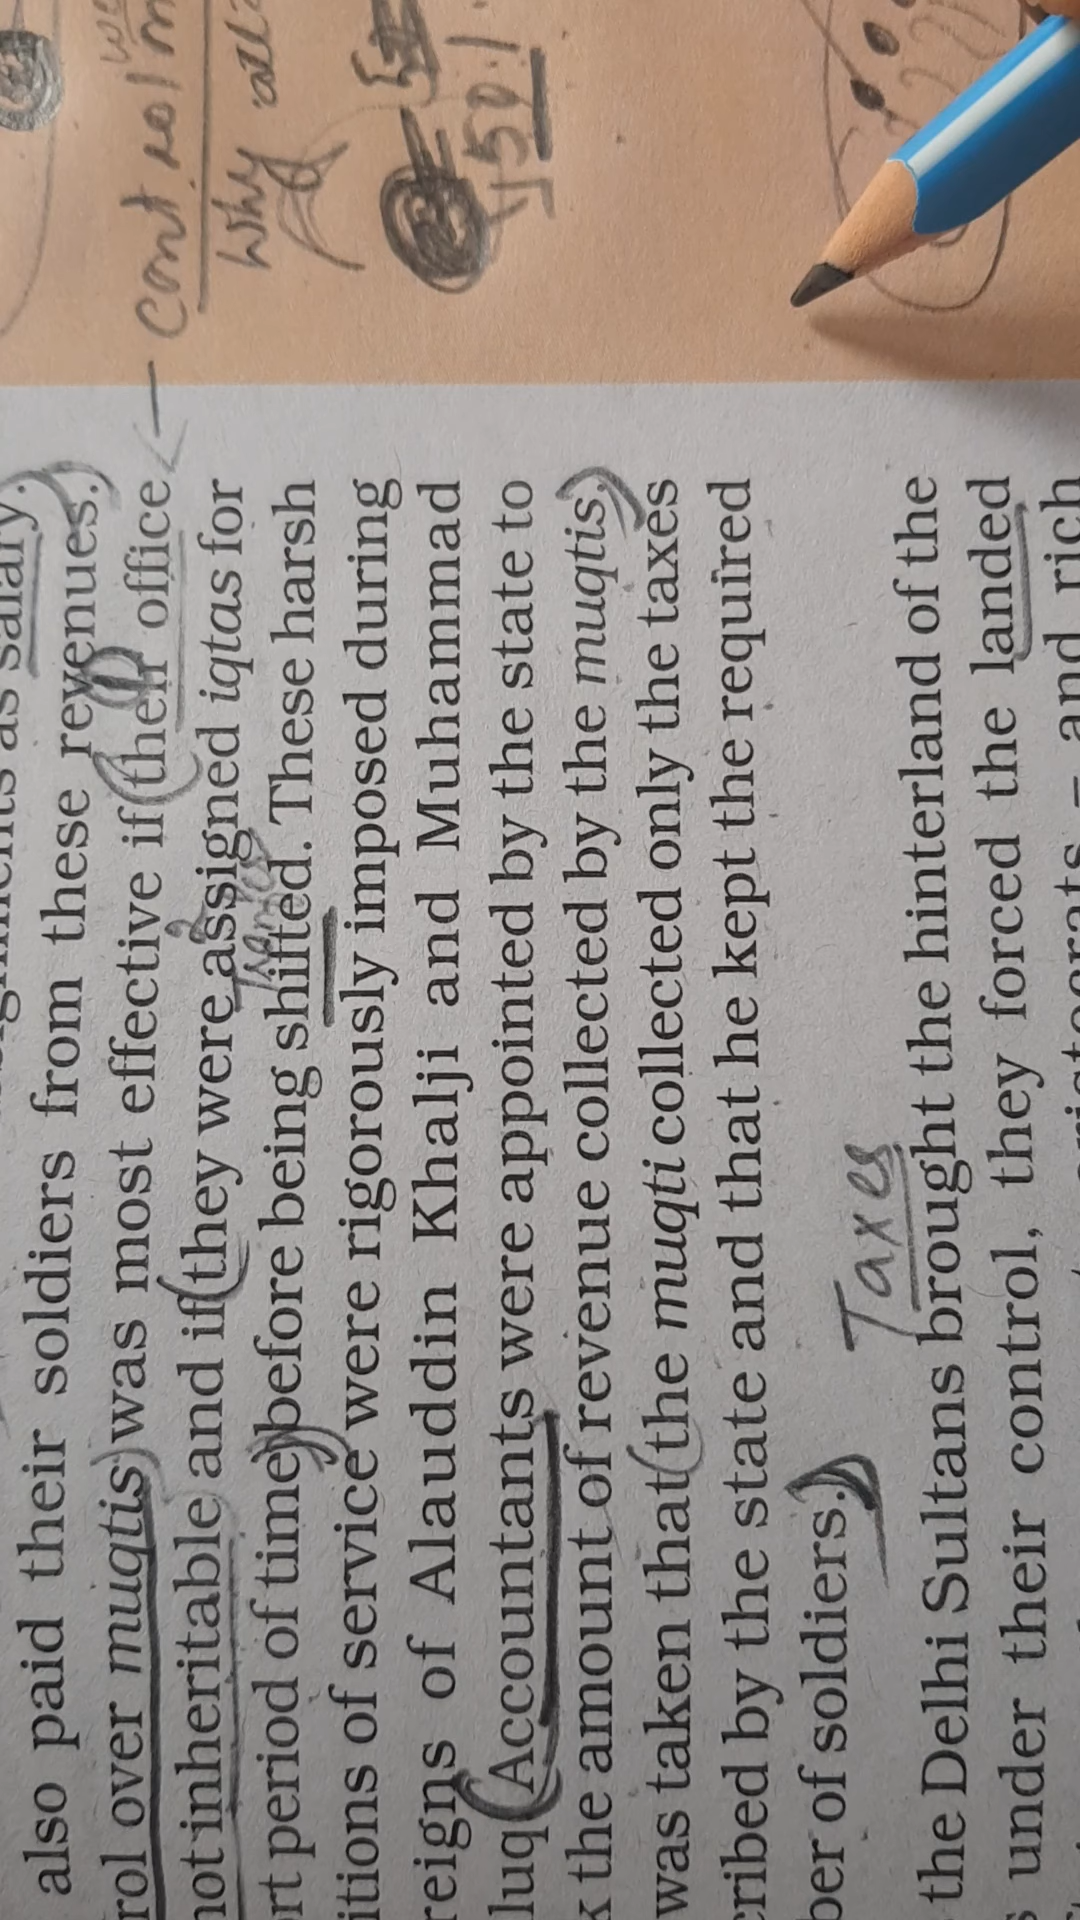 also paid their soldiers from these revenues.
rol over muqtis was most effective if their office
not inheritable and if they were assigned iqtas for
rt period of time before being shifted. These harsh
itions of service were rigorously imposed during
reigns of Alauddin Khalji and Muhammad
luq. Accountants were appointed by the state to
k the amount of revenue collected by the muqtis.
was taken that the muqti collected only the taxes
cribed by the state and that he kept the required
ber of soldiers.
Taxes
the Delhi Sultans brought the hinterland of the
s under their control, they forced the landed
and rich
Why